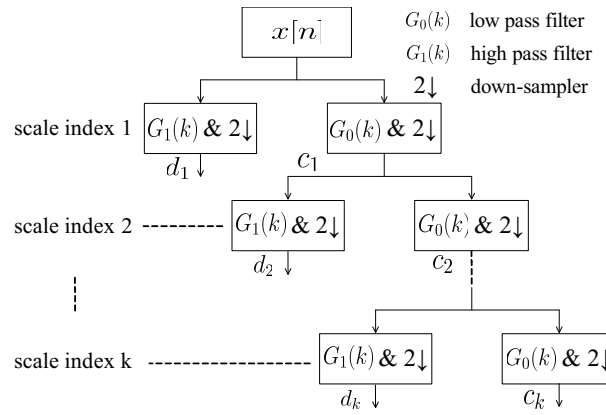 x[n]
G₀(k) low pass filter
G₁(k) high pass filter
2↓ down-sampler
scale index 1
G₁(k) & 2↓
G₀(k) & 2↓
d₁
c₁
scale index 2
G₁(k) & 2↓
G₀(k) & 2↓
d₂
c₂
scale index k
G₁(k) & 2↓
G₀(k) & 2↓
dₖ
cₖ